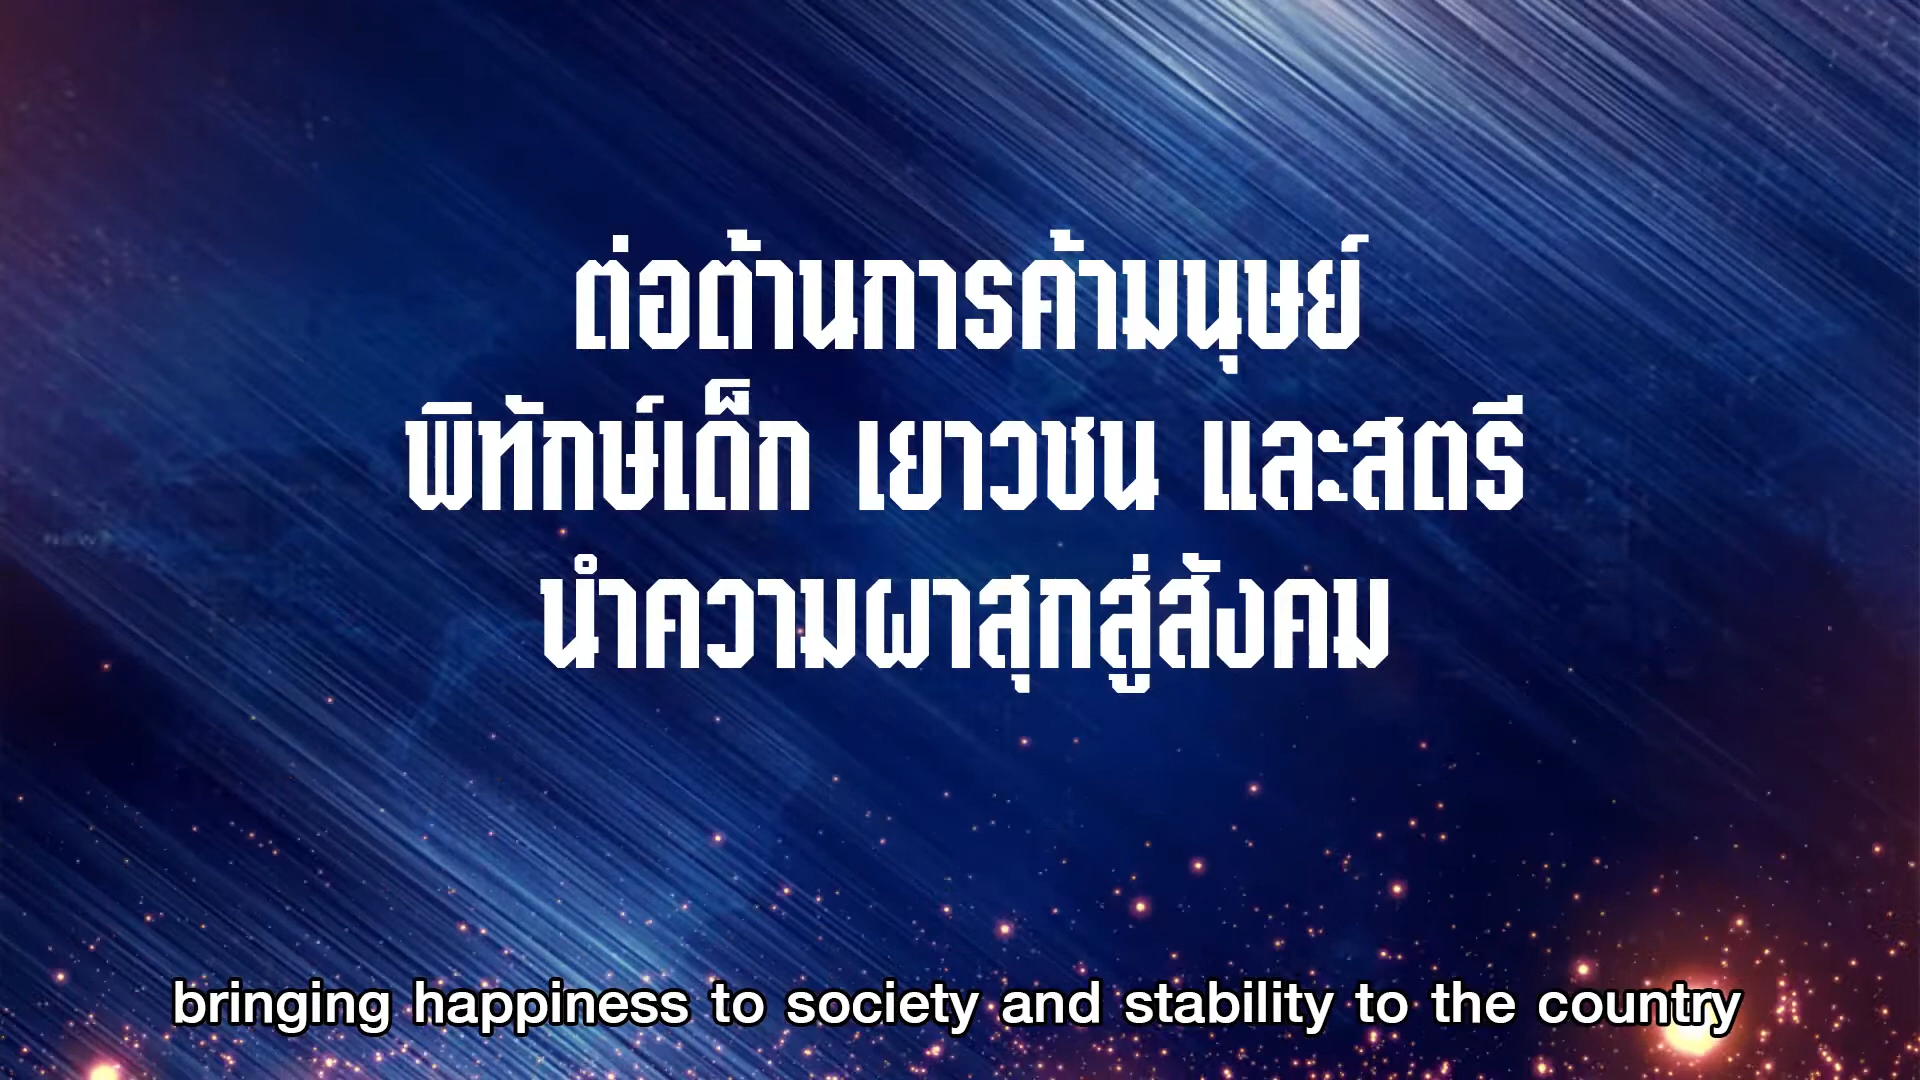 ต่อต้านการค้ามนุษย์
พิทักษ์เด็ก เยาวชน และสตรี
นำความผาสุกสู่สังคม
bringing happiness to society and stability to the country